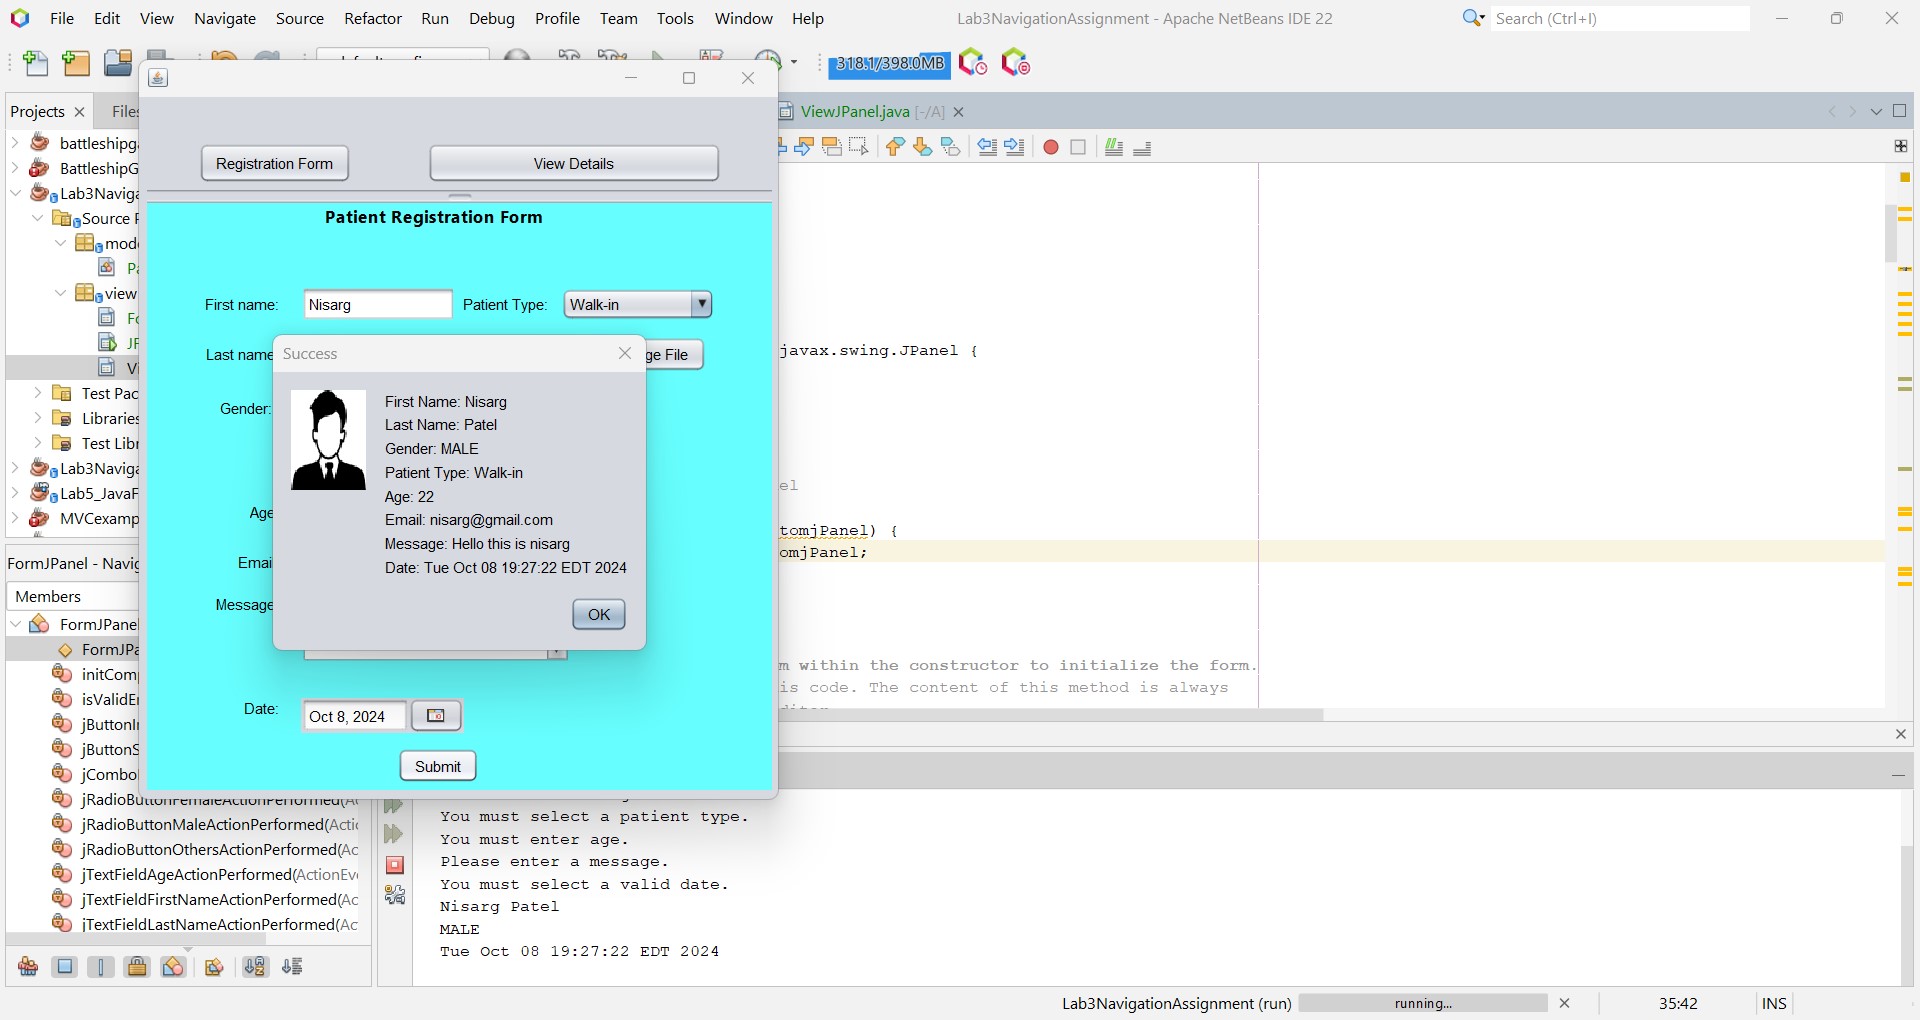 File Edit View Navigate Source Refactor Run Debug Profile Team Tools Window Help
Lab3NavigationAssignment - Apache NetBeans IDE 22
Search (Ctrl+I)
318.1/398.0MB
Projects
Files
ViewJPanel.java [-/A]
battleshipg
BattleshipG
Lab3Naviga
Source P
mod
Pa
view
Fo
JF
Vi
Test Pac
Libraries
Test Libr
Lab3Naviga
Lab5_JavaF
MVCexamp
FormJPanel - Navig
Members
FormJPanel
FormJPa
initComp
isValidE
jButtonI
jButtonS
jCombo
jRadioButtonFemaleActionPerformed(Ac
jRadioButtonMaleActionPerformed(Actic
jRadioButtonOthersActionPerformed(Ac
jTextFieldAgeActionPerformed(ActionEv
jTextFieldFirstNameActionPerformed(Ac
jTextFieldLastNameActionPerformed(Ac
Registration Form
View Details
Patient Registration Form
First name:
Nisarg
Patient Type:
Walk-in
Last name
ge File
Gender:
Age
Emai
Message
Date:
Oct 8, 2024
Submit
Success
First Name: Nisarg
Last Name: Patel
Gender: MALE
Patient Type: Walk-in
Age: 22
Email: nisarg@gmail.com
Message: Hello this is nisarg
Date: Tue Oct 08 19:27:22 EDT 2024
OK
javax.swing.JPanel {
el
tomjPanel) {
omjPanel;
m within the constructor to initialize the form.
is code. The content of this method is always
You must select a patient type.
You must enter age.
Please enter a message.
You must select a valid date.
Nisarg Patel
MALE
Tue Oct 08 19:27:22 EDT 2024
Lab3NavigationAssignment (run)
running...
35:42
INS